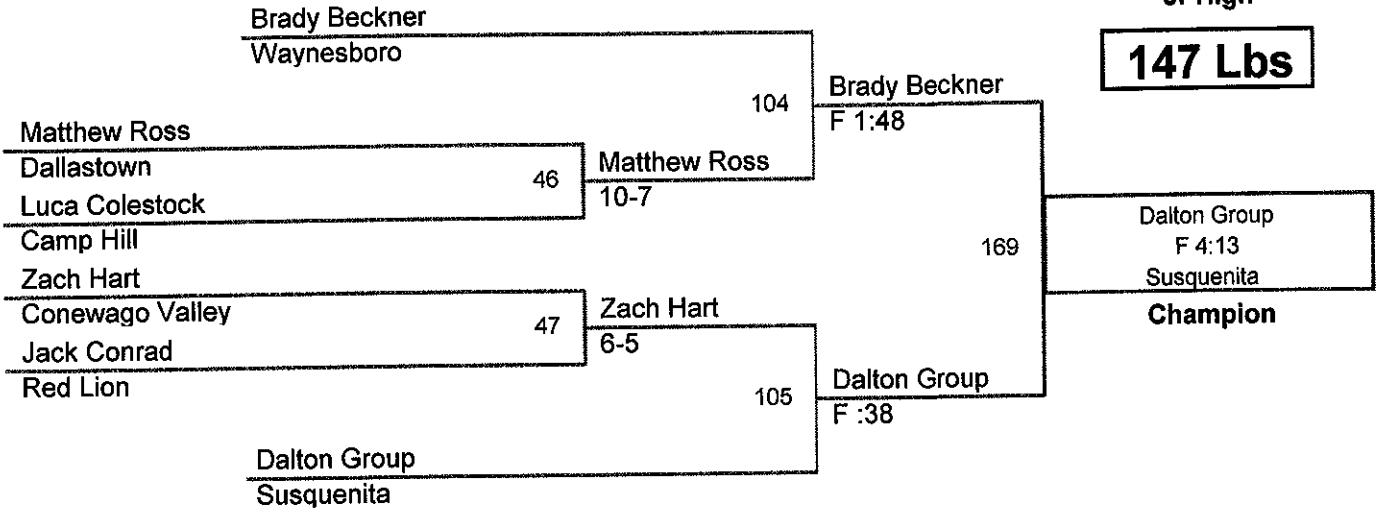 Jr High
147 Lbs
Brady Beckner
Waynesboro
104
Brady Beckner
F 1:48
Matthew Ross
Dallastown
46
Matthew Ross
10-7
Luca Colestock
Camp Hill
169
Dalton Group
F 4:13
Susquenita
Champion
Zach Hart
Conewago Valley
47
Zach Hart
6-5
Jack Conrad
Red Lion
105
Dalton Group
F :38
Dalton Group
Susquenita